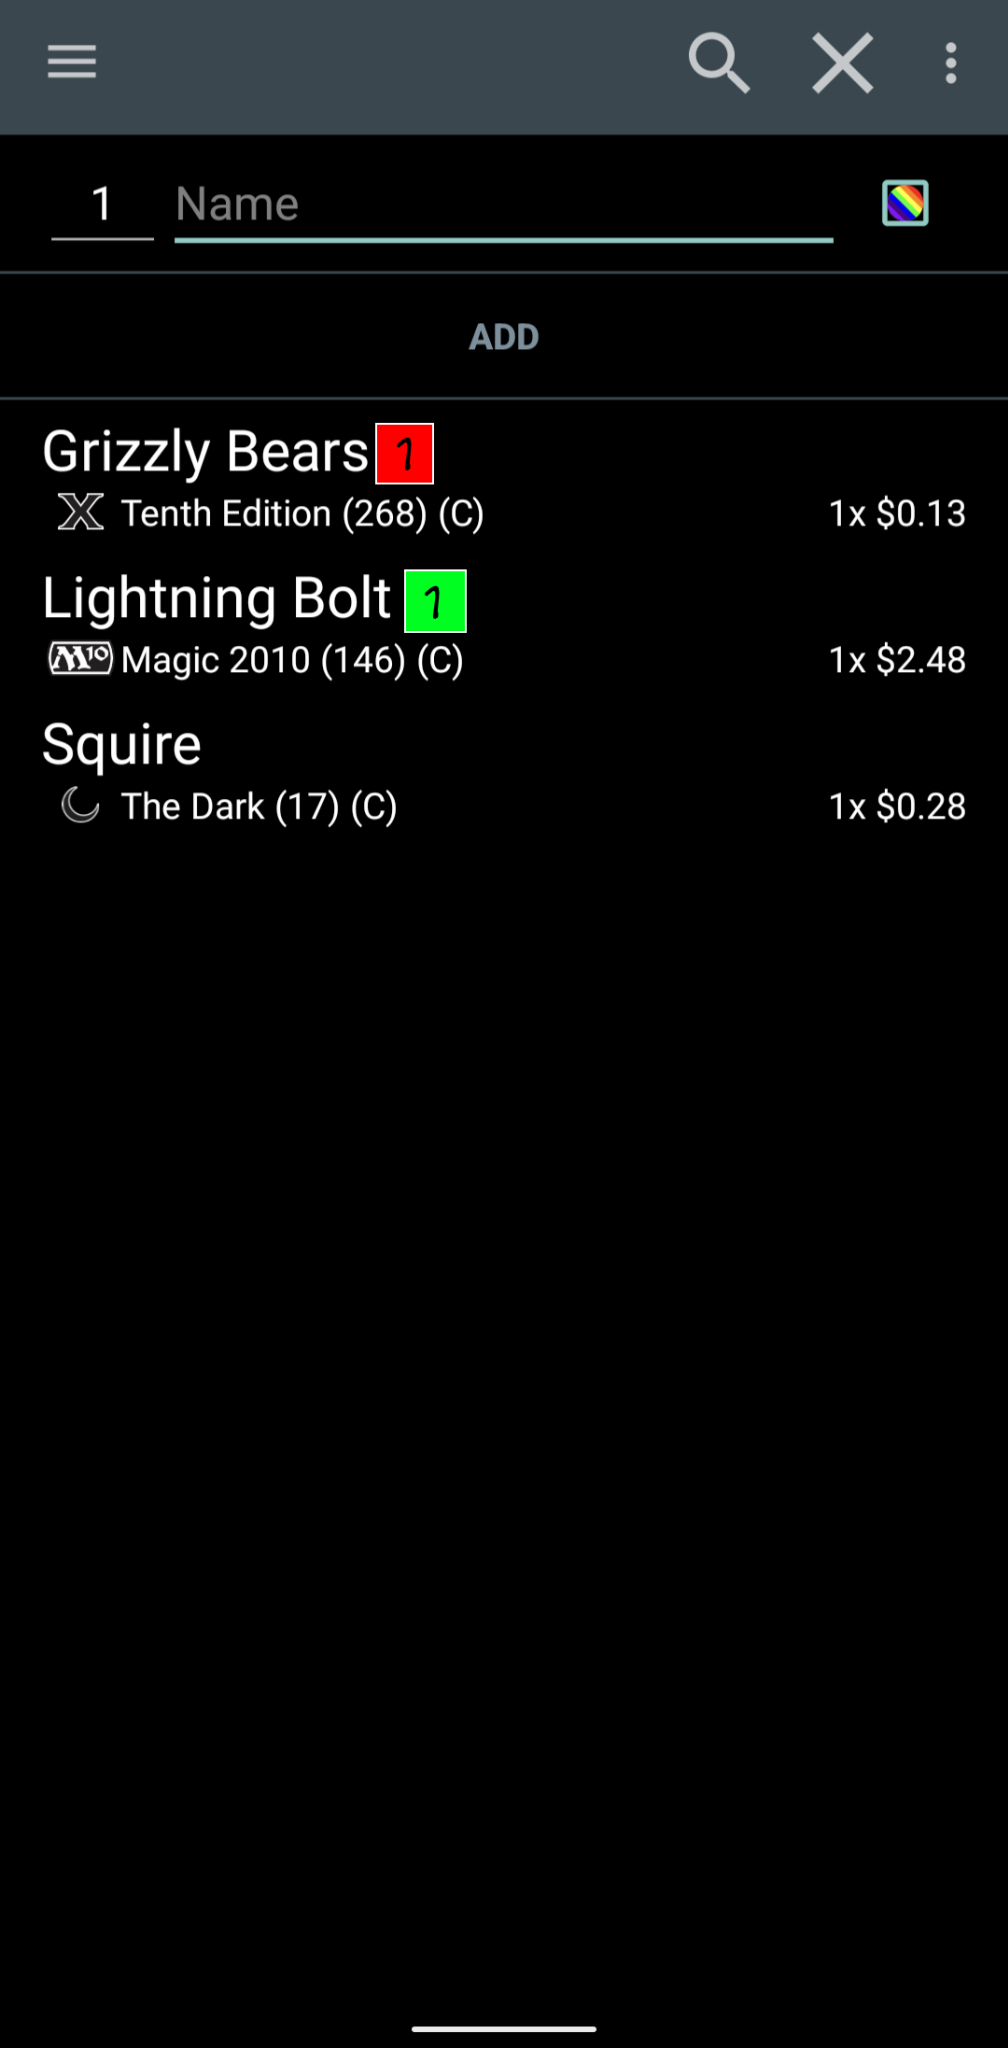 1 Name
ADD
Grizzly Bears 1
X Tenth Edition (268) (C) 1x $0.13
Lightning Bolt 1
M10 Magic 2010 (146) (C) 1x $2.48
Squire
The Dark (17) (C) 1x $0.28